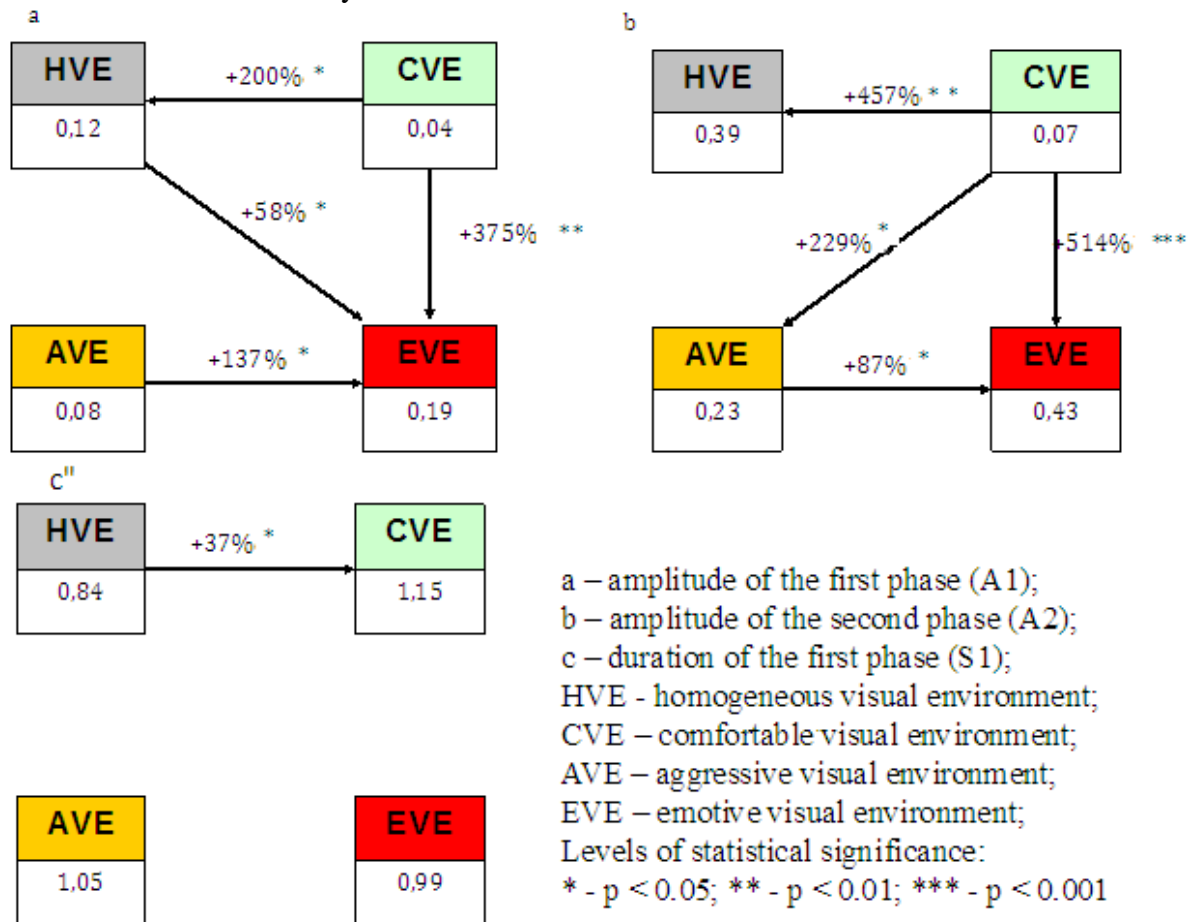 a
HVE
+200% *
CVE
0,12
0,04
+58% *
+375% **
AVE
+137% *
EVE
0,08
0,19
b
HVE
+457% * *
CVE
0,39
0,07
+229% *
+514% ***
AVE
+87% *
EVE
0,23
0,43
c"
HVE
+37% *
CVE
0,84
1,15
AVE
EVE
1,05
0,99
a – amplitude of the first phase (A1);
b – amplitude of the second phase (A2);
c – duration of the first phase (S1);
HVE - homogeneous visual environment;
CVE – comfortable visual environment;
AVE – aggressive visual environment;
EVE – emotive visual environment;
Levels of statistical significance:
* - p < 0.05; ** - p < 0.01; *** - p < 0.001